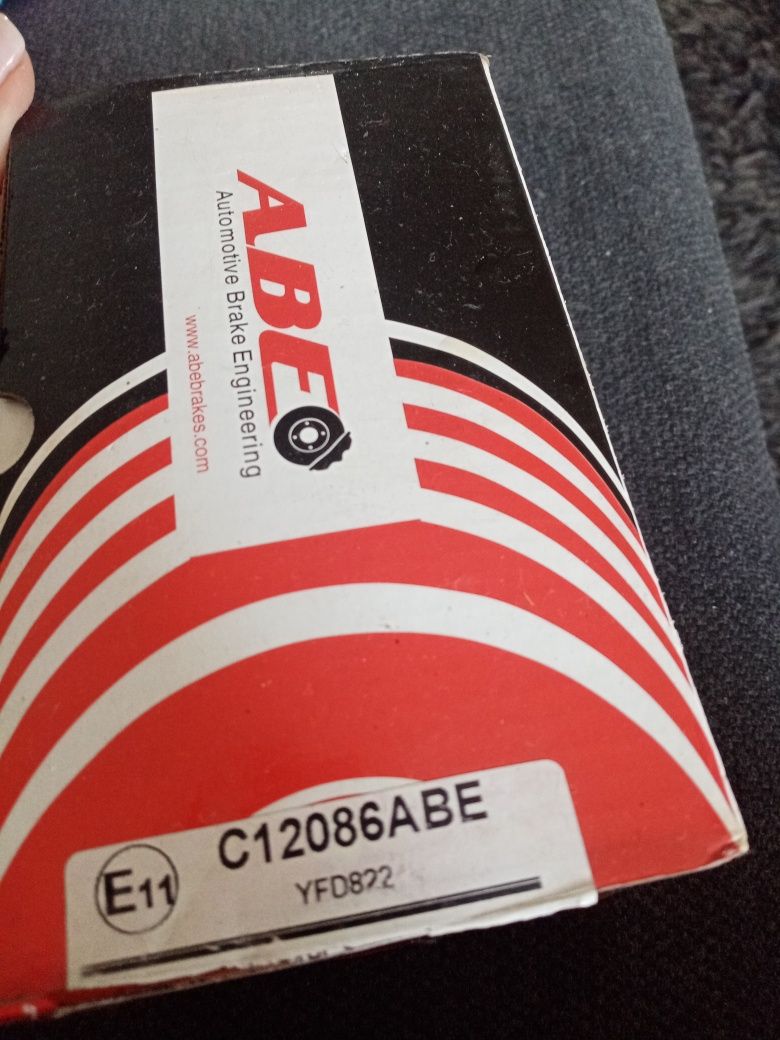 ABE
Automotive Brake Engineering
www.abebrakes.com
C12086ABE
E11
YFD822